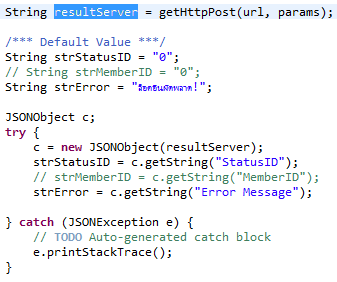 String resultServer = getHttpPost(url, params);
/*** Default Value ***/
String strStatusID = "0";
// String strMemberID = "0";
String strError = "ล็อคอินผิดพลาด!";
JSONObject c;
try {
c = new JSONObject(resultServer);
strStatusID = c.getString("StatusID");
// strMemberID = c.getString("MemberID");
strError = c.getString("Error Message");
} catch (JSONException e) {
// TODO Auto-generated catch block
e.printStackTrace();
}